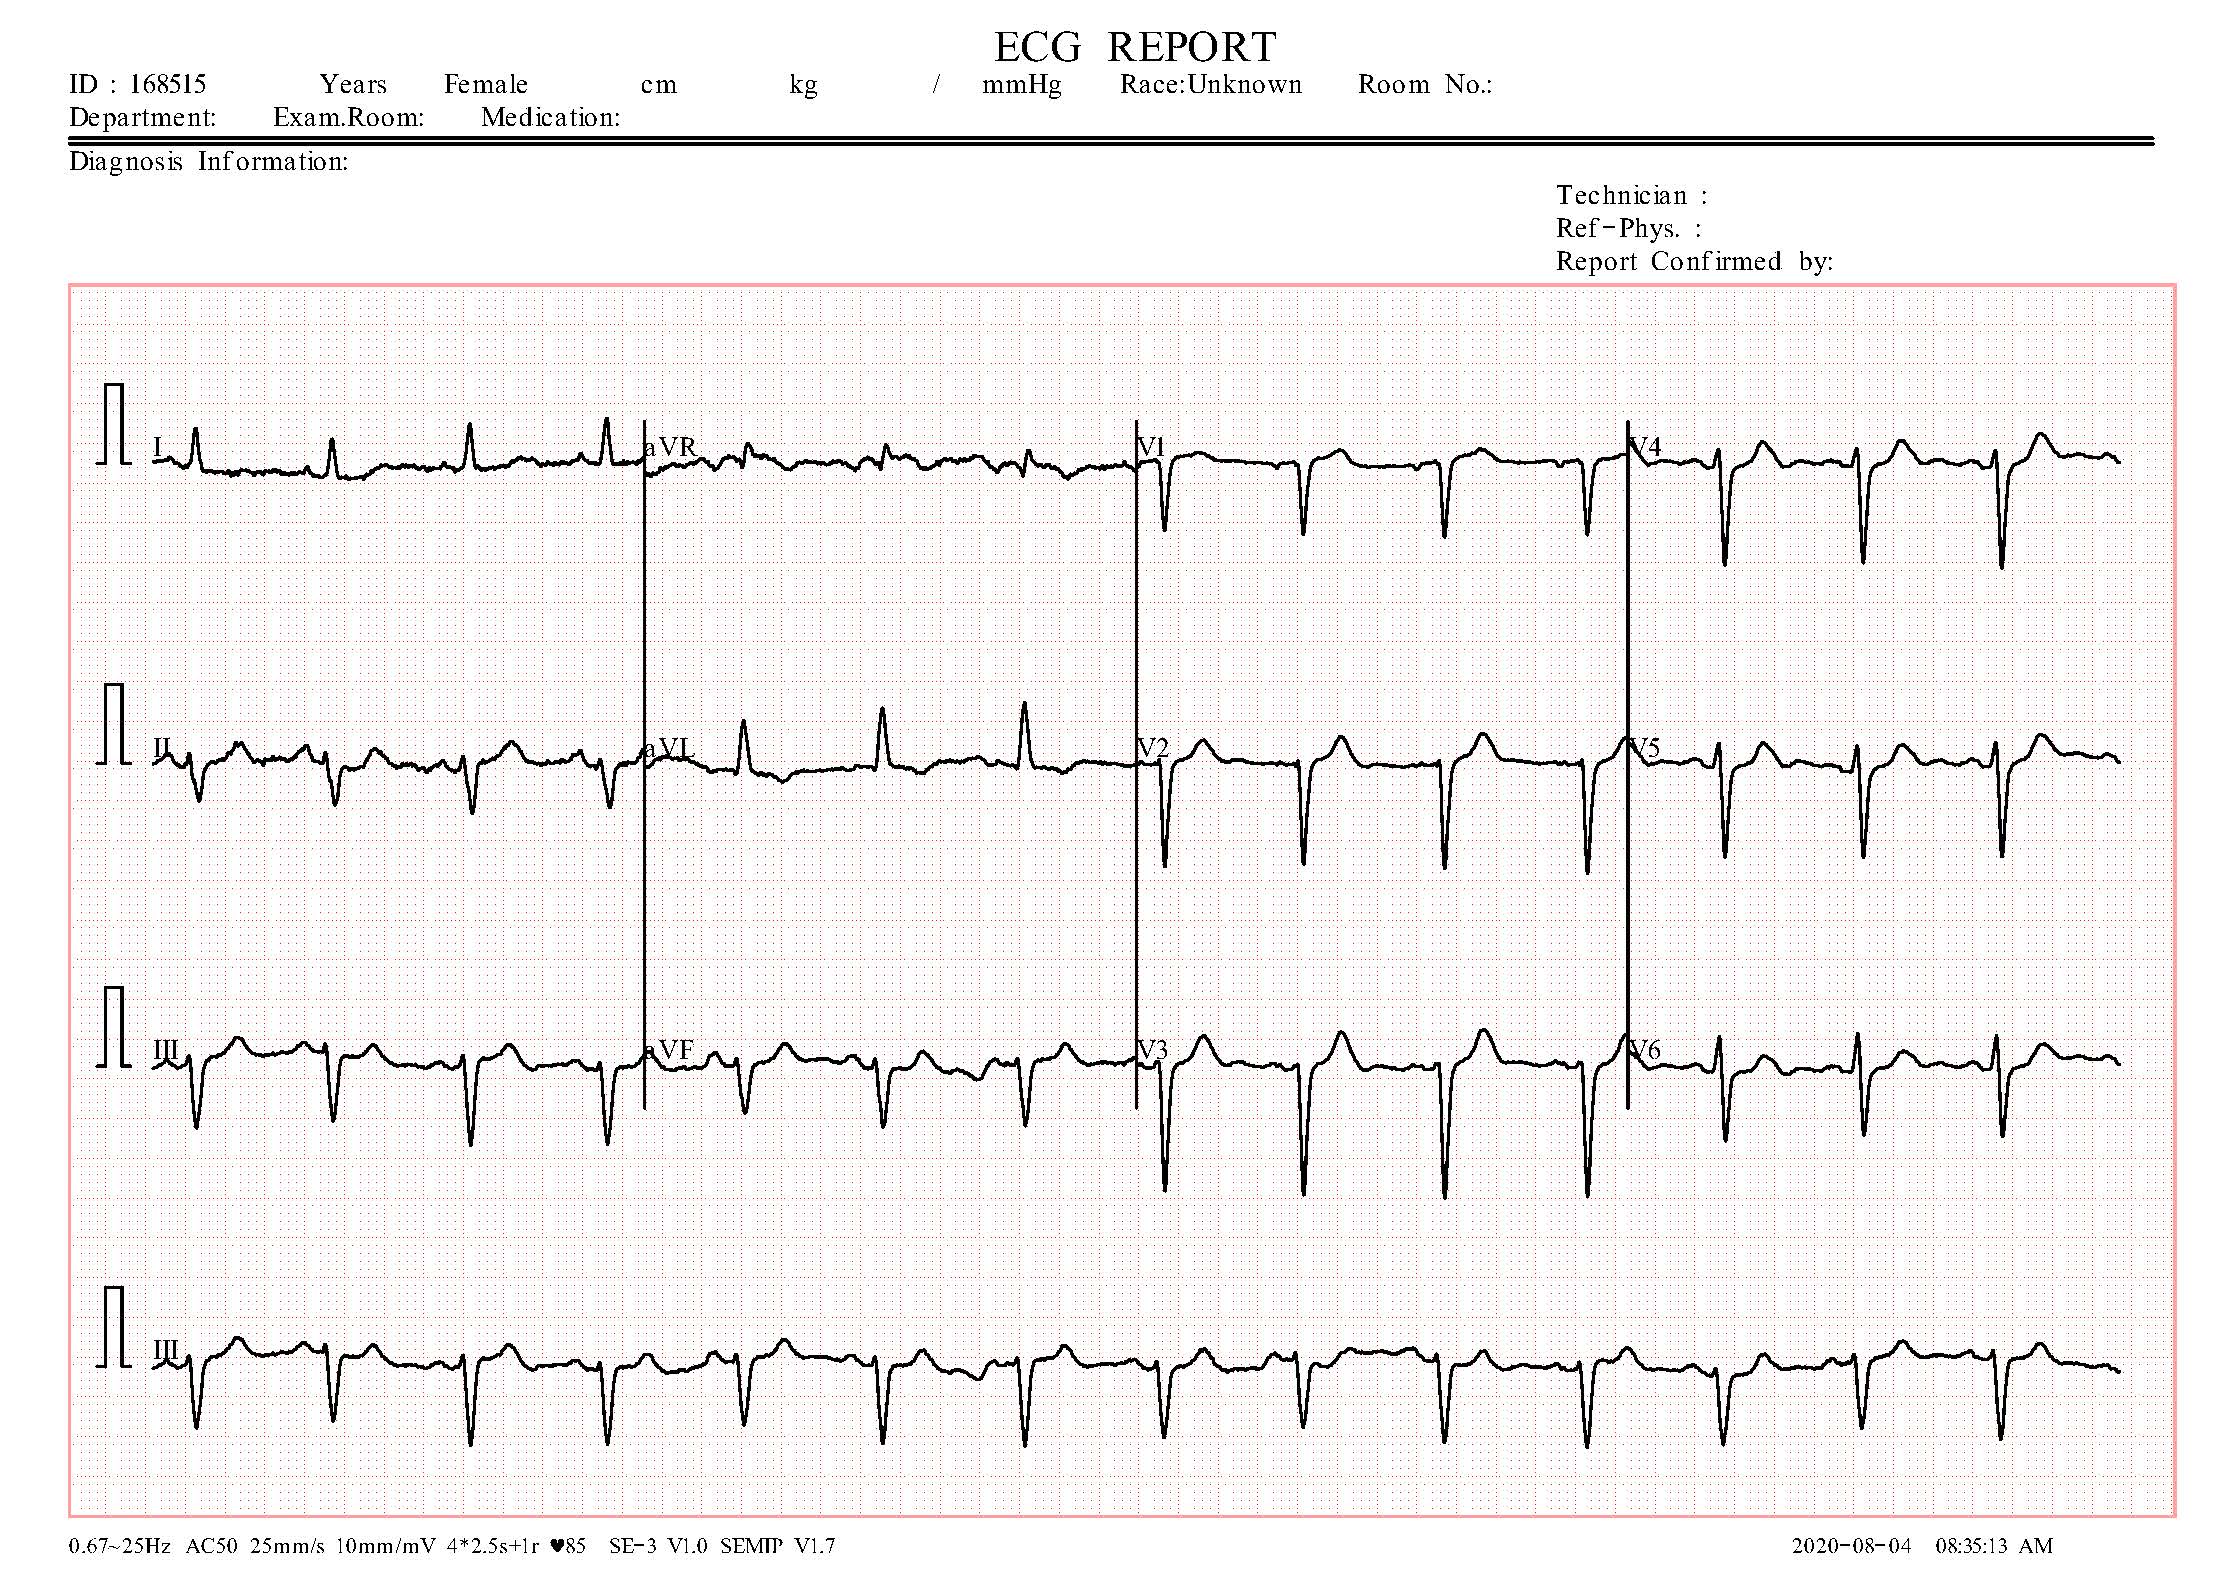 ECG REPORT
ID : 168515 Years Female cm kg / mmHg Race:Unknown Room No.:
Department: Exam.Room: Medication:
Diagnosis Information:
Technician :
Ref-Phys. :
Report Confirmed by:
I aVR V1 V4
II aVL V2 V5
III aVF V3 V6
III
0.67~25Hz AC50 25mm/s 10mm/mV 4*2.5s+1r ♥85 SE-3 V1.0 SEMIP V1.7 2020-08-04 08:35:13 AM